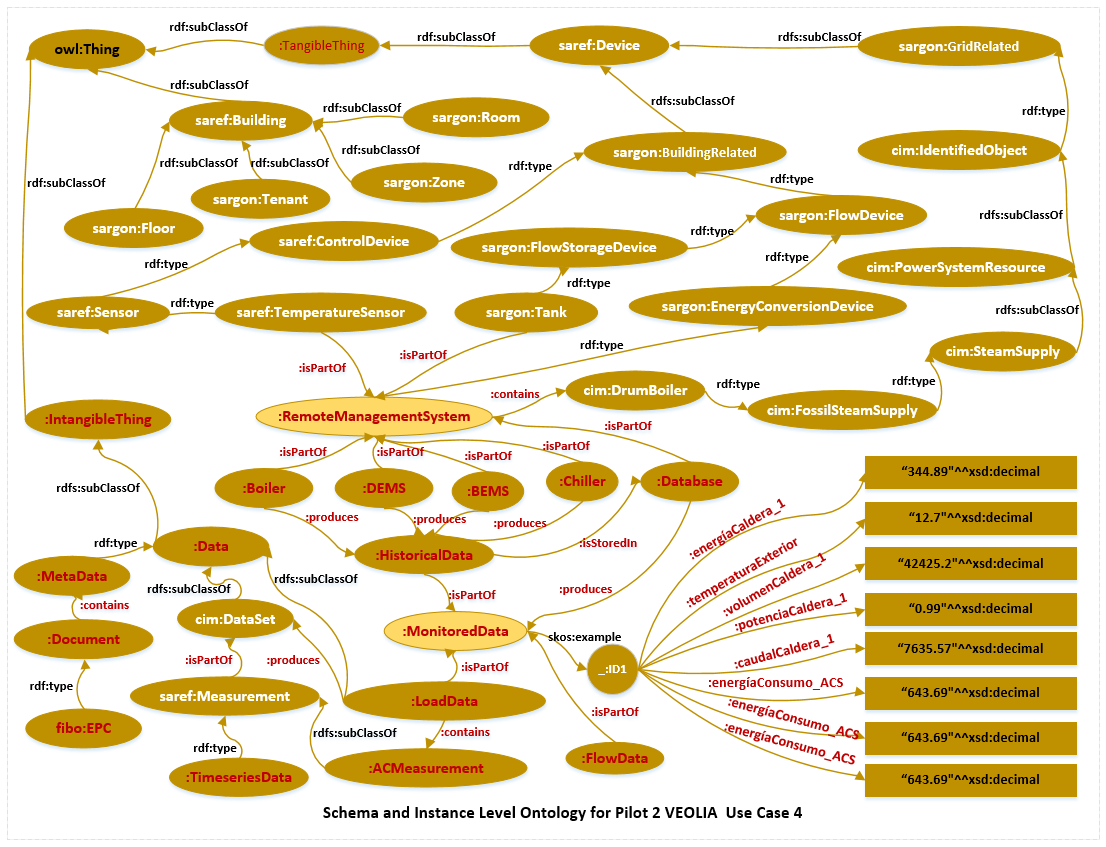 rdf:subClassOf
rdf:subClassOf
rdfs:subClassOf
owl:Thing
:TangibleThing
saref:Device
sargon:GridRelated
rdf:subClassOf
rdfs:subClassOf
rdf:type
rdf:subClassOf
saref:Building
sargon:Room
sargon:BuildingRelated
cim:IdentifiedObject
rdf:subClassOf
rdf:subClassOf
rdf:subClassOf
rdf:type
rdf:type
rdf:subClassOf
sargon:Zone
sargon:Tenant
rdfs:subClassOf
sargon:Floor
saref:ControlDevice
sargon:FlowStorageDevice
rdf:type
sargon:FlowDevice
rdf:type
rdf:type
cim:PowerSystemResource
rdf:type
rdf:type
saref:Sensor
saref:TemperatureSensor
sargon:Tank
sargon:EnergyConversionDevice
rdfs:subClassOf
:isPartOf
:isPartOf
rdf:type
cim:SteamSupply
:contains
cim:DrumBoiler
rdf:type
rdf:type
:IntangibleThing
:RemoteManagementSystem
cim:FossilSteamSupply
:isPartOf
:isPartOf
:isPartOf
:isPartOf
:isPartOf
rdfs:subClassOf
:Boiler
:DEMS
:BEMS
:Chiller
:Database
“344.89"^^xsd:decimal
:produces
:produces
:produces
:energíaCaldera_1
“12.7"^^xsd:decimal
rdf:type
:Data
:HistoricalData
:isStoredIn
:temperaturaExterior
:MetaData
rdfs:subClassOf
rdfs:subClassOf
:isPartOf
:produces
:volumenCaldera_1
“42425.2"^^xsd:decimal
:contains
cim:DataSet
:potenciaCaldera_1
“0.99"^^xsd:decimal
:Document
:MonitoredData
skos:example
:isPartOf
:produces
:isPartOf
_:ID1
:caudalCaldera_1
“7635.57"^^xsd:decimal
rdf:type
saref:Measurement
:LoadData
:energíaConsumo_ACS
“643.69"^^xsd:decimal
:isPartOf
fibo:EPC
rdfs:subClassOf
:contains
:energíaConsumo_ACS
“643.69"^^xsd:decimal
rdf:type
:energíaConsumo_ACS
:TimeseriesData
:ACMeasurement
:FlowData
“643.69"^^xsd:decimal
Schema and Instance Level Ontology for Pilot 2 VEOLIA Use Case 4